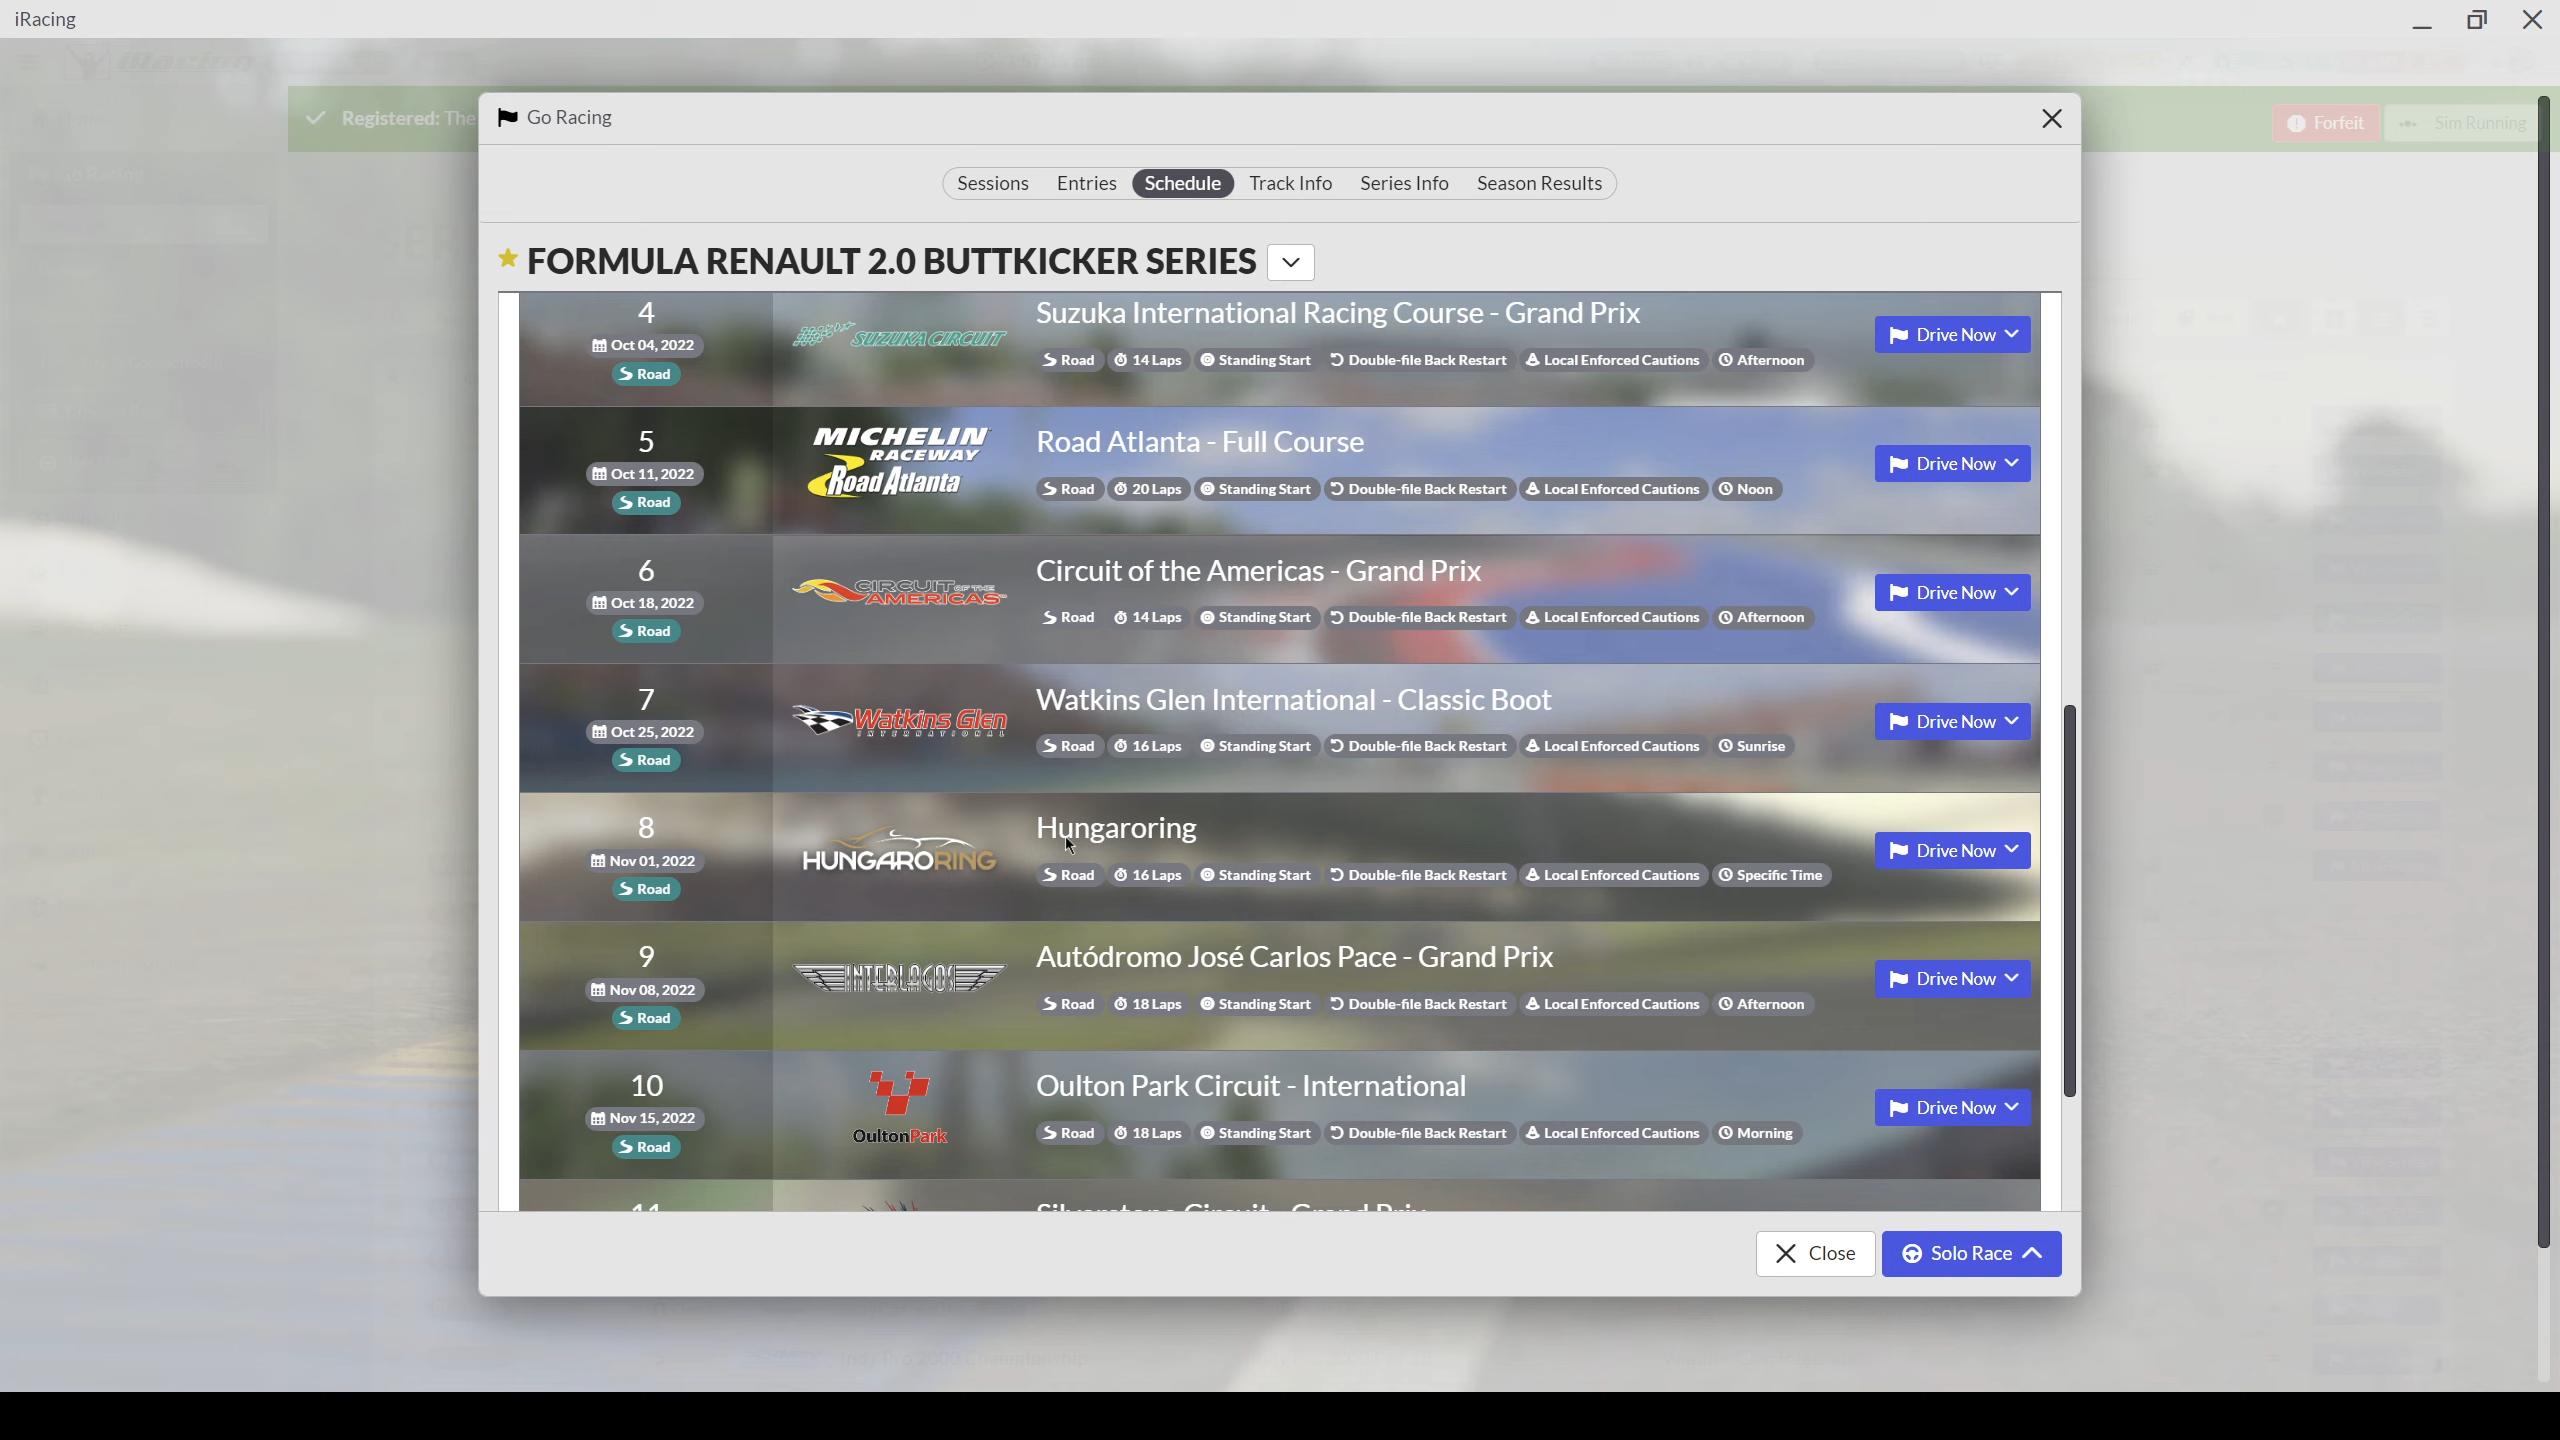 iRacing
Registered: The
Go Racing
Forfeit
Sim Running
Sessions Entries Schedule Track Info Series Info Season Results
FORMULA RENAULT 2.0 BUTTKICKER SERIES
4
Oct 04, 2022
Road
SUZUKA CIRCUIT
Suzuka International Racing Course - Grand Prix
Road 14 Laps Standing Start Double-file Back Restart Local Enforced Cautions Afternoon
Drive Now
5
Oct 11, 2022
Road
MICHELIN
RACEWAY
Road Atlanta
Road Atlanta - Full Course
Road 20 Laps Standing Start Double-file Back Restart Local Enforced Cautions Noon
Drive Now
6
Oct 18, 2022
Road
CIRCUIT OF THE
AMERICAS
Circuit of the Americas - Grand Prix
Road 14 Laps Standing Start Double-file Back Restart Local Enforced Cautions Afternoon
Drive Now
7
Oct 25, 2022
Road
Watkins Glen
INTERNATIONAL
Watkins Glen International - Classic Boot
Road 16 Laps Standing Start Double-file Back Restart Local Enforced Cautions Sunrise
Drive Now
8
Nov 01, 2022
Road
HUNGARORING
Hungaroring
Road 16 Laps Standing Start Double-file Back Restart Local Enforced Cautions Specific Time
Drive Now
9
Nov 08, 2022
Road
INTERLAGOS
Autódromo José Carlos Pace - Grand Prix
Road 18 Laps Standing Start Double-file Back Restart Local Enforced Cautions Afternoon
Drive Now
10
Nov 15, 2022
Road
OultonPark
Oulton Park Circuit - International
Road 18 Laps Standing Start Double-file Back Restart Local Enforced Cautions Morning
Drive Now
11
Silverstone Circuit - Grand Prix
Close
Solo Race
Indy Pro 2000 Championship